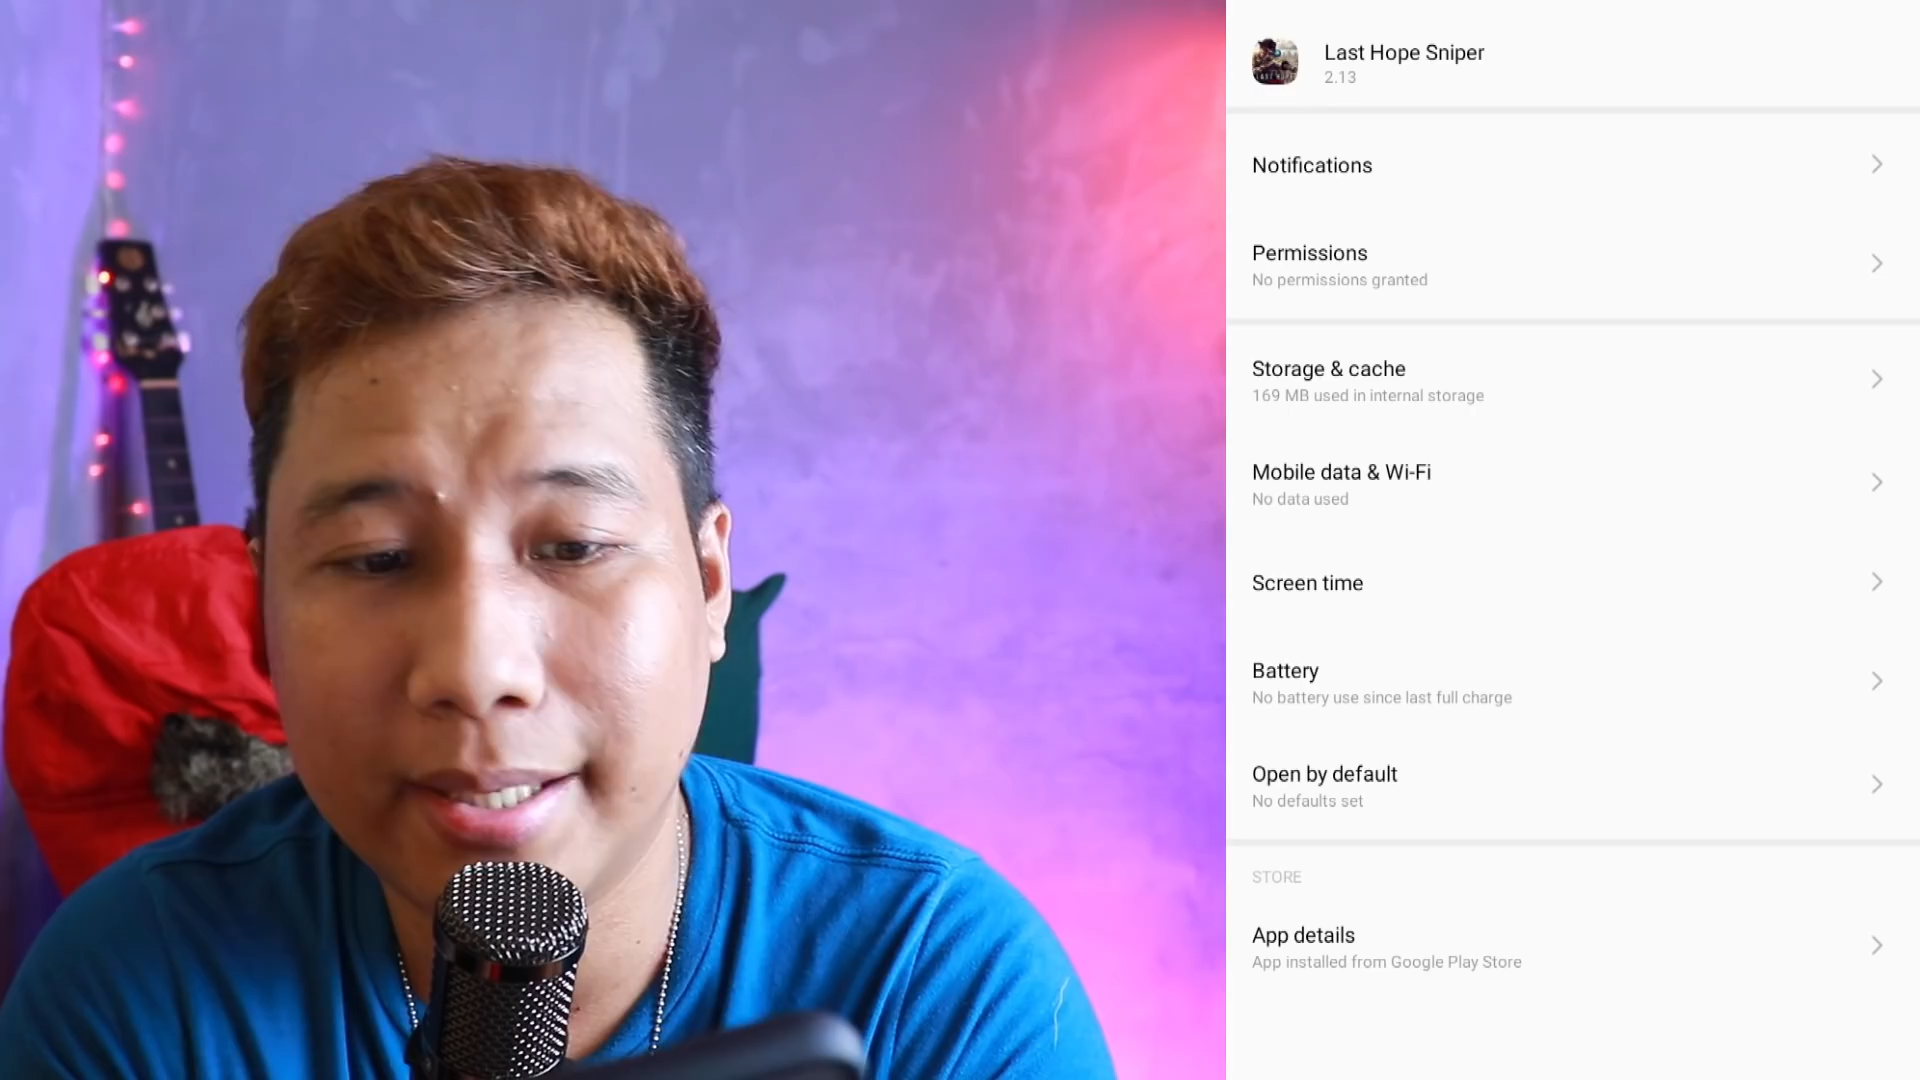 Last Hope Sniper
2.13
Notifications
Permissions
No permissions granted
Storage & cache
169 MB used in internal storage
Mobile data & Wi-Fi
No data used
Screen time
Battery
No battery use since last full charge
Open by default
No defaults set
STORE
App details
App installed from Google Play Store